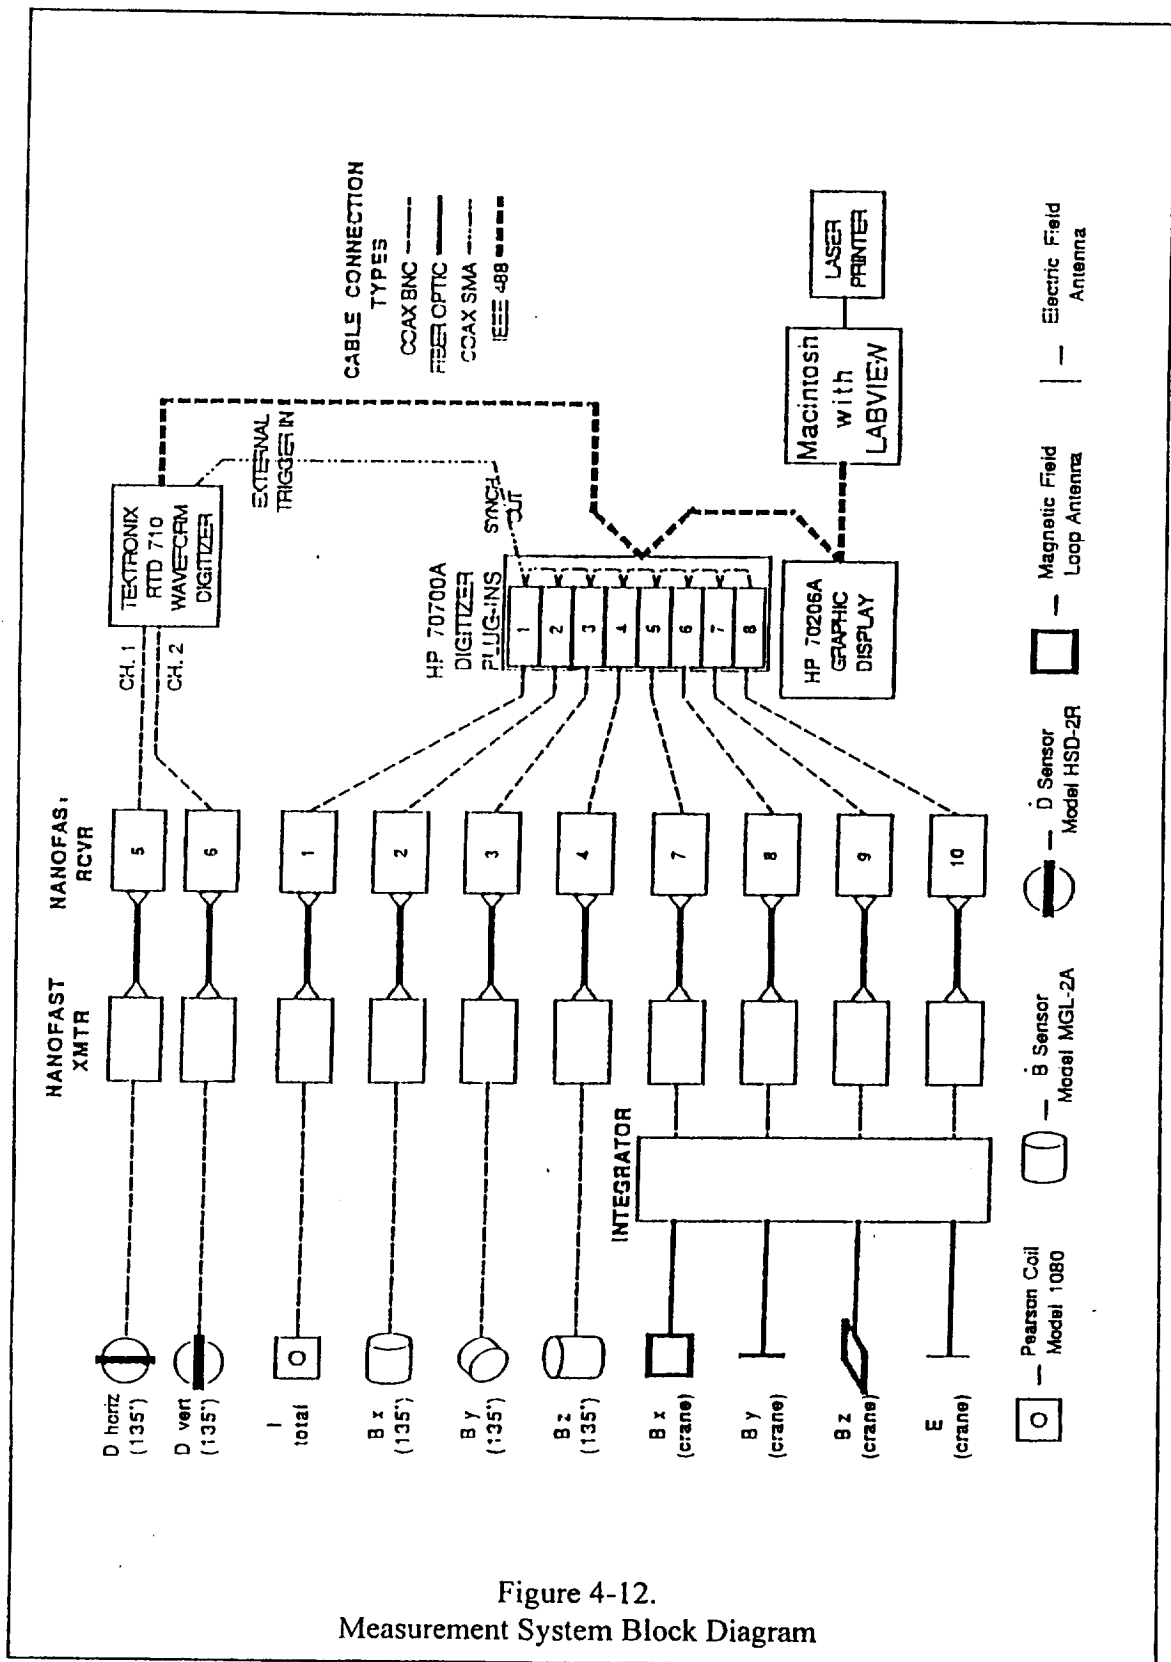 NANOFAST
XMTR
NANOFAST
RCVR
D horiz
(135°)
5
CH. 1
TEKTRONIX
RTD 710
WAVEFORM
DIGITIZER
D vert
(135°)
6
CH. 2
EXTERNAL
TRIGGER IN
CABLE CONNECTION
TYPES
COAX BNC
FIBER OPTIC
COAX SMA
IEEE 488
I
total
1
B x
(135°)
2
B y
(135°)
3
B z
(135°)
4
HP 70700A
DIGITIZER
PLUG-INS
SYNCH
OUT
1
2
3
4
5
6
7
8
INTEGRATOR
B x
(crane)
7
B y
(crane)
8
B z
(crane)
9
E
(crane)
10
HP 70206A
GRAPHIC
DISPLAY
Macintosh
with
LABVIEW
LASER
PRINTER
— Pearson Coil
Model 1080
— Ḃ Sensor
Model MGL-2A
— Ḋ Sensor
Model HSD-2R
— Magnetic Field
Loop Antenna
— Electric Field
Antenna
Figure 4-12.
Measurement System Block Diagram